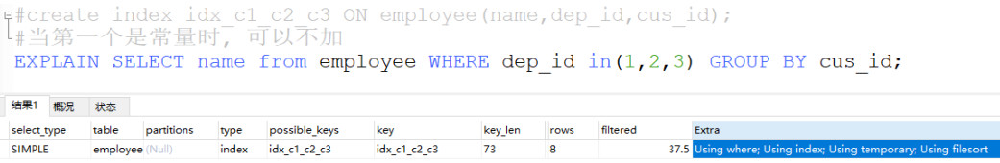 #create index idx_c1_c2_c3 ON employee(name,dep_id,cus_id);
#当第一个是常量时，可以不加
EXPLAIN SELECT name from employee WHERE dep_id in(1,2,3) GROUP BY cus_id;
结果1 概况 状态
select_type table partitions type possible_keys key key_len rows filtered Extra
SIMPLE employee (Null) index idx_c1_c2_c3 idx_c1_c2_c3 73 8 37.5 Using where; Using index; Using temporary; Using filesort